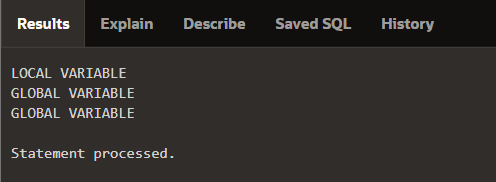 Results Explain Describe Saved SQL History
LOCAL VARIABLE
GLOBAL VARIABLE
GLOBAL VARIABLE
Statement processed.